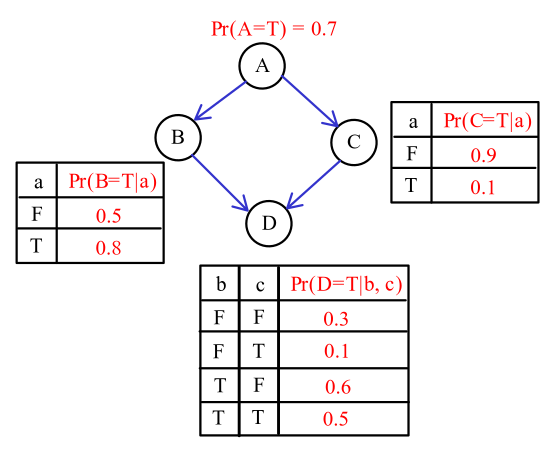 Pr(A=T) = 0.7
A
B
C
D
a Pr(C=T|a)
F 0.9
T 0.1
a Pr(B=T|a)
F 0.5
T 0.8
b c Pr(D=T|b, c)
F F 0.3
F T 0.1
T F 0.6
T T 0.5